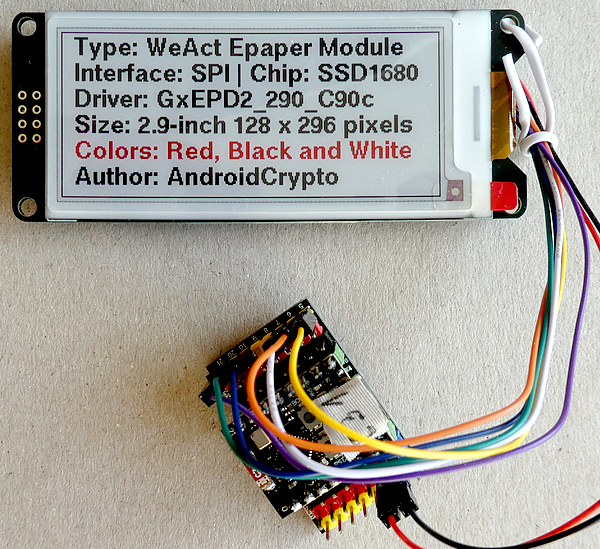 Type: WeAct Epaper Module
Interface: SPI | Chip: SSD1680
Driver: GxEPD2_290_C90c
Size: 2.9-inch 128 x 296 pixels
Colors: Red, Black and White
Author: AndroidCrypto